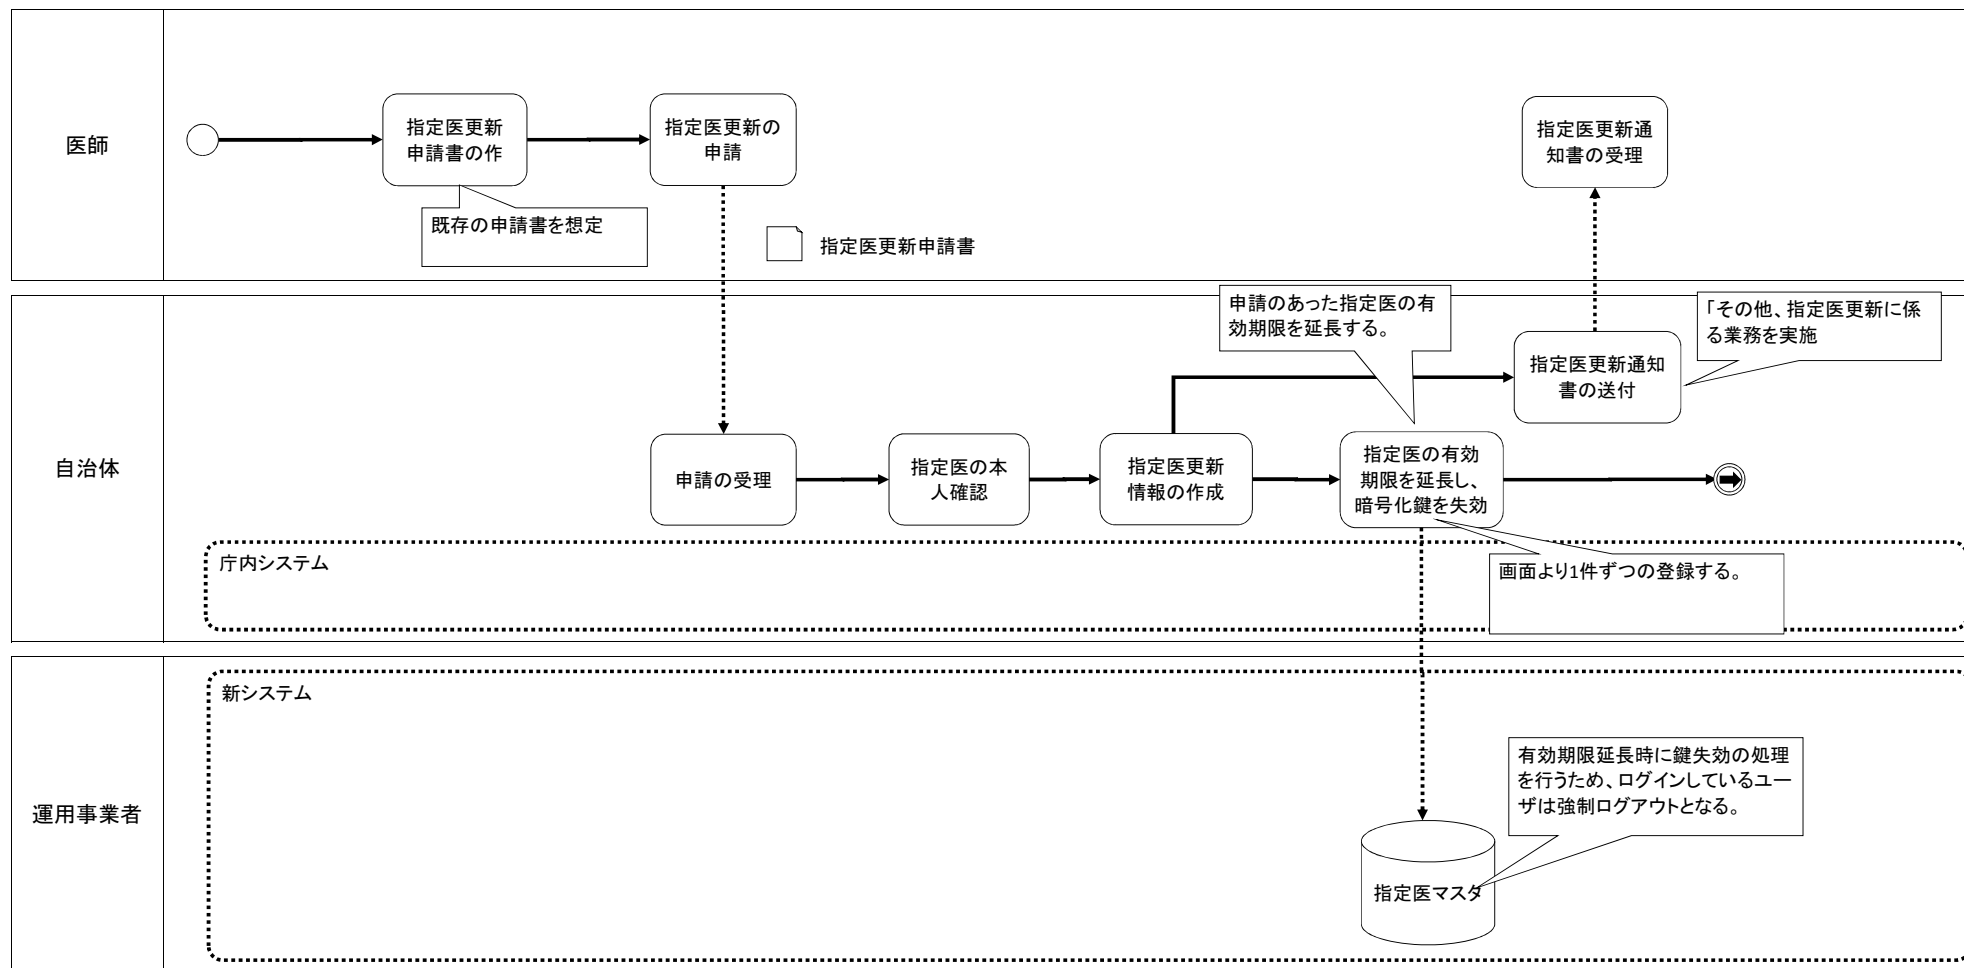 医師
指定医更新
申請書の作
指定医更新の
申請
指定医更新通
知書の受理
既存の申請書を想定
指定医更新申請書
自治体
申請のあった指定医の有
効期限を延長する。
「その他、指定医更新に係
る業務を実施
指定医更新通知
書の送付
申請の受理
指定医の本
人確認
指定医更新
情報の作成
指定医の有効
期限を延長し、
暗号化鍵を失効
庁内システム
画面より1件ずつの登録する。
運用事業者
新システム
有効期限延長時に鍵失効の処理
を行うため、ログインしているユー
ザは強制ログアウトとなる。
指定医マスタ